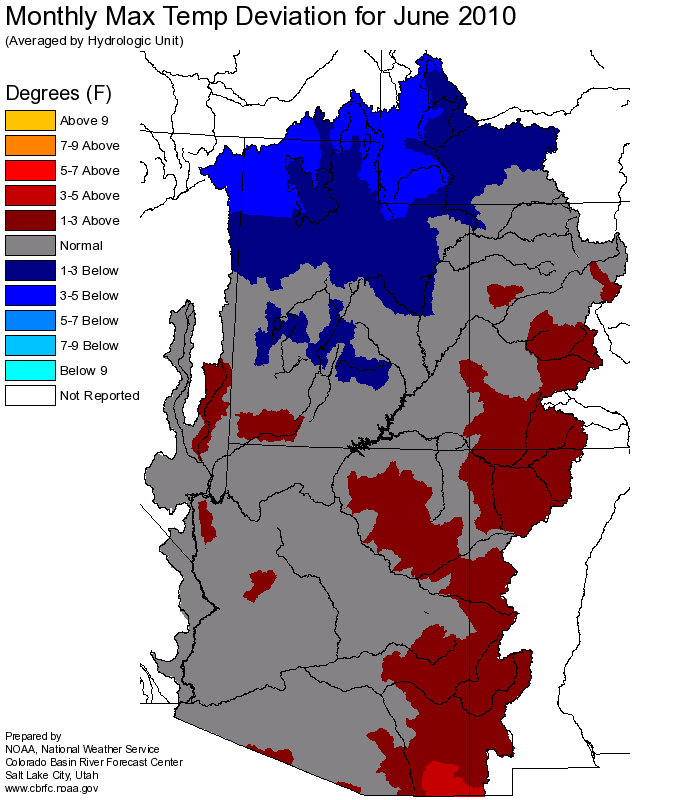 Monthly Max Temp Deviation for June 2010
(Averaged by Hydrologic Unit)
Degrees (F)
Above 9
7-9 Above
5-7 Above
3-5 Above
1-3 Above
Normal
1-3 Below
3-5 Below
5-7 Below
7-9 Below
Below 9
Not Reported
Prepared by
NOAA, National Weather Service
Colorado Basin River Forecast Center
Salt Lake City, Utah
www.cbrfc.noaa.gov